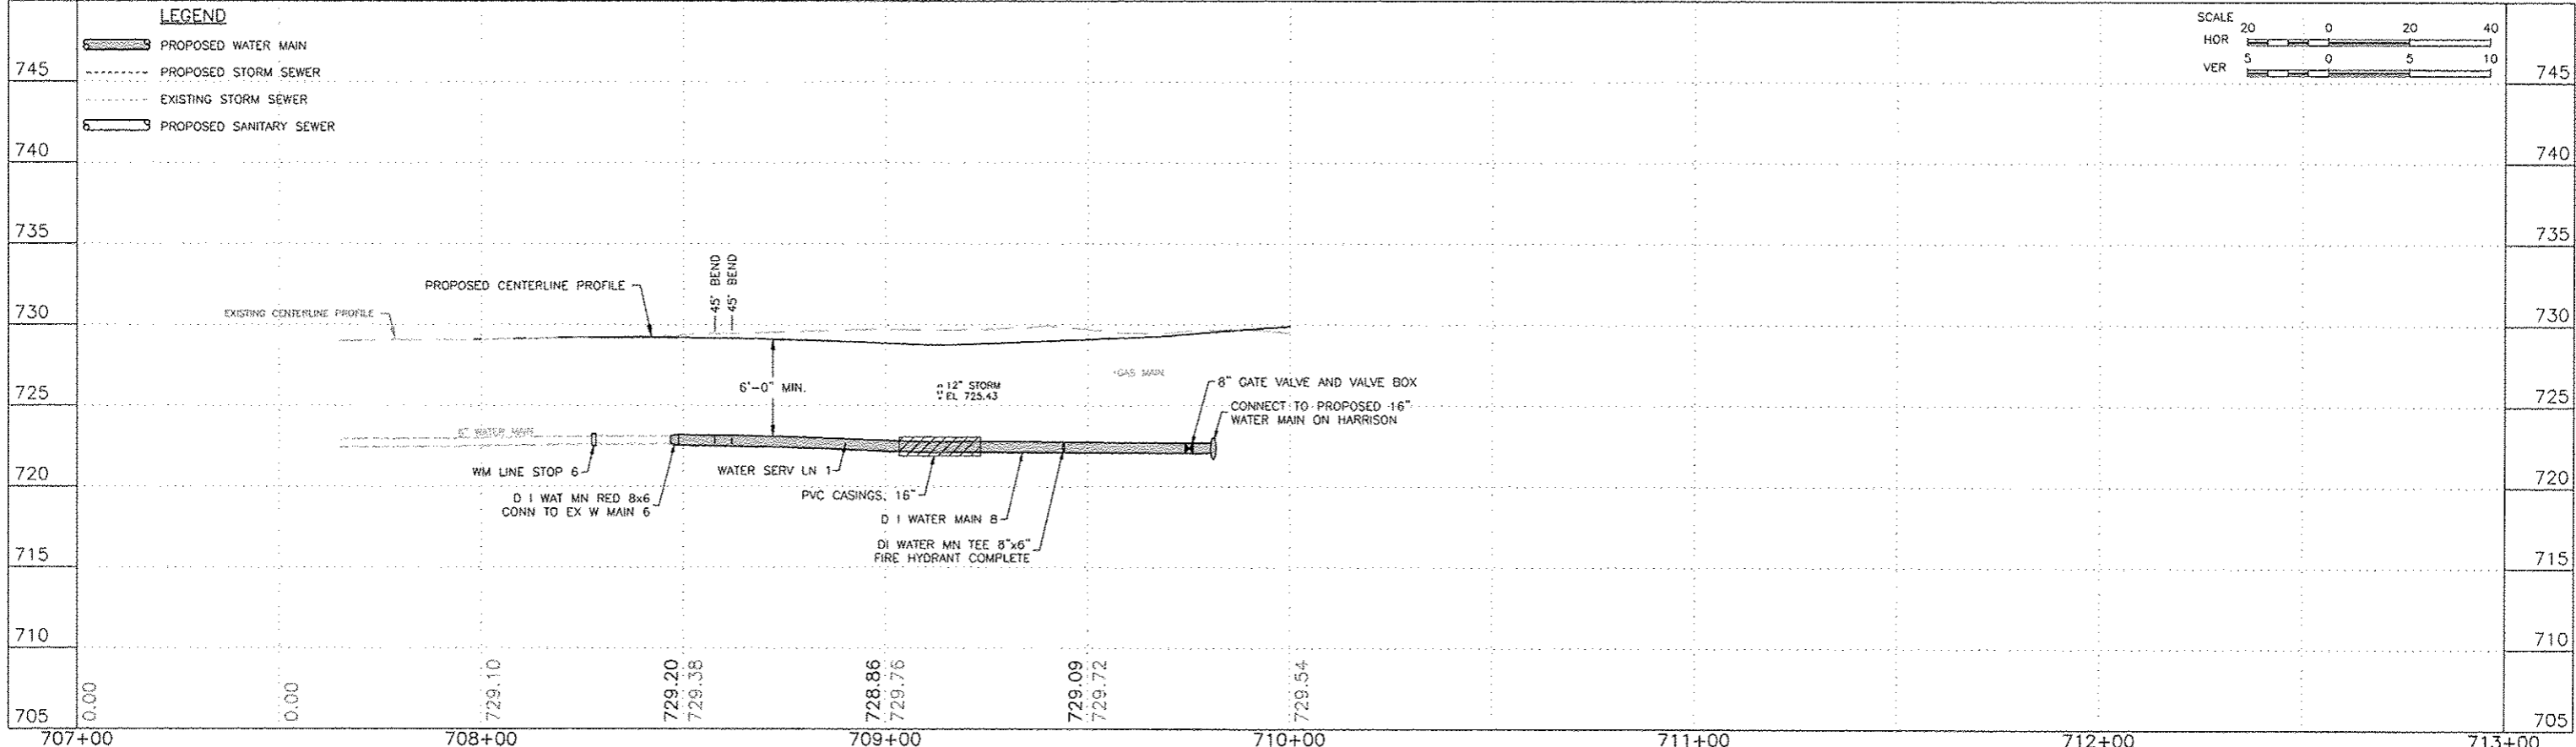 LEGEND
PROPOSED WATER MAIN
PROPOSED STORM SEWER
EXISTING STORM SEWER
PROPOSED SANITARY SEWER
SCALE
HOR
20 0 20 40
VER
5 0 5 10
745 745
740 740
735 735
730 730
725 725
720 720
715 715
710 710
705 705
45° BEND
45° BEND
PROPOSED CENTERLINE PROFILE
EXISTING CENTERLINE PROFILE
6'-0" MIN.
12" STORM
EL 725.43
GAS MAIN
8" GATE VALVE AND VALVE BOX
CONNECT TO PROPOSED 16"
WATER MAIN ON HARRISON
6" WATER MAIN
WM LINE STOP 6
WATER SERV LN 1
D I WAT MN RED 8x6
CONN TO EX W MAIN 6
PVC CASINGS, 16"
D I WATER MAIN 8
DI WATER MN TEE 8"x6"
FIRE HYDRANT COMPLETE
0.00
0.00
729.10
729.20
729.38
728.86
729.76
729.09
729.72
729.54
707+00 708+00 709+00 710+00 711+00 712+00 713+00